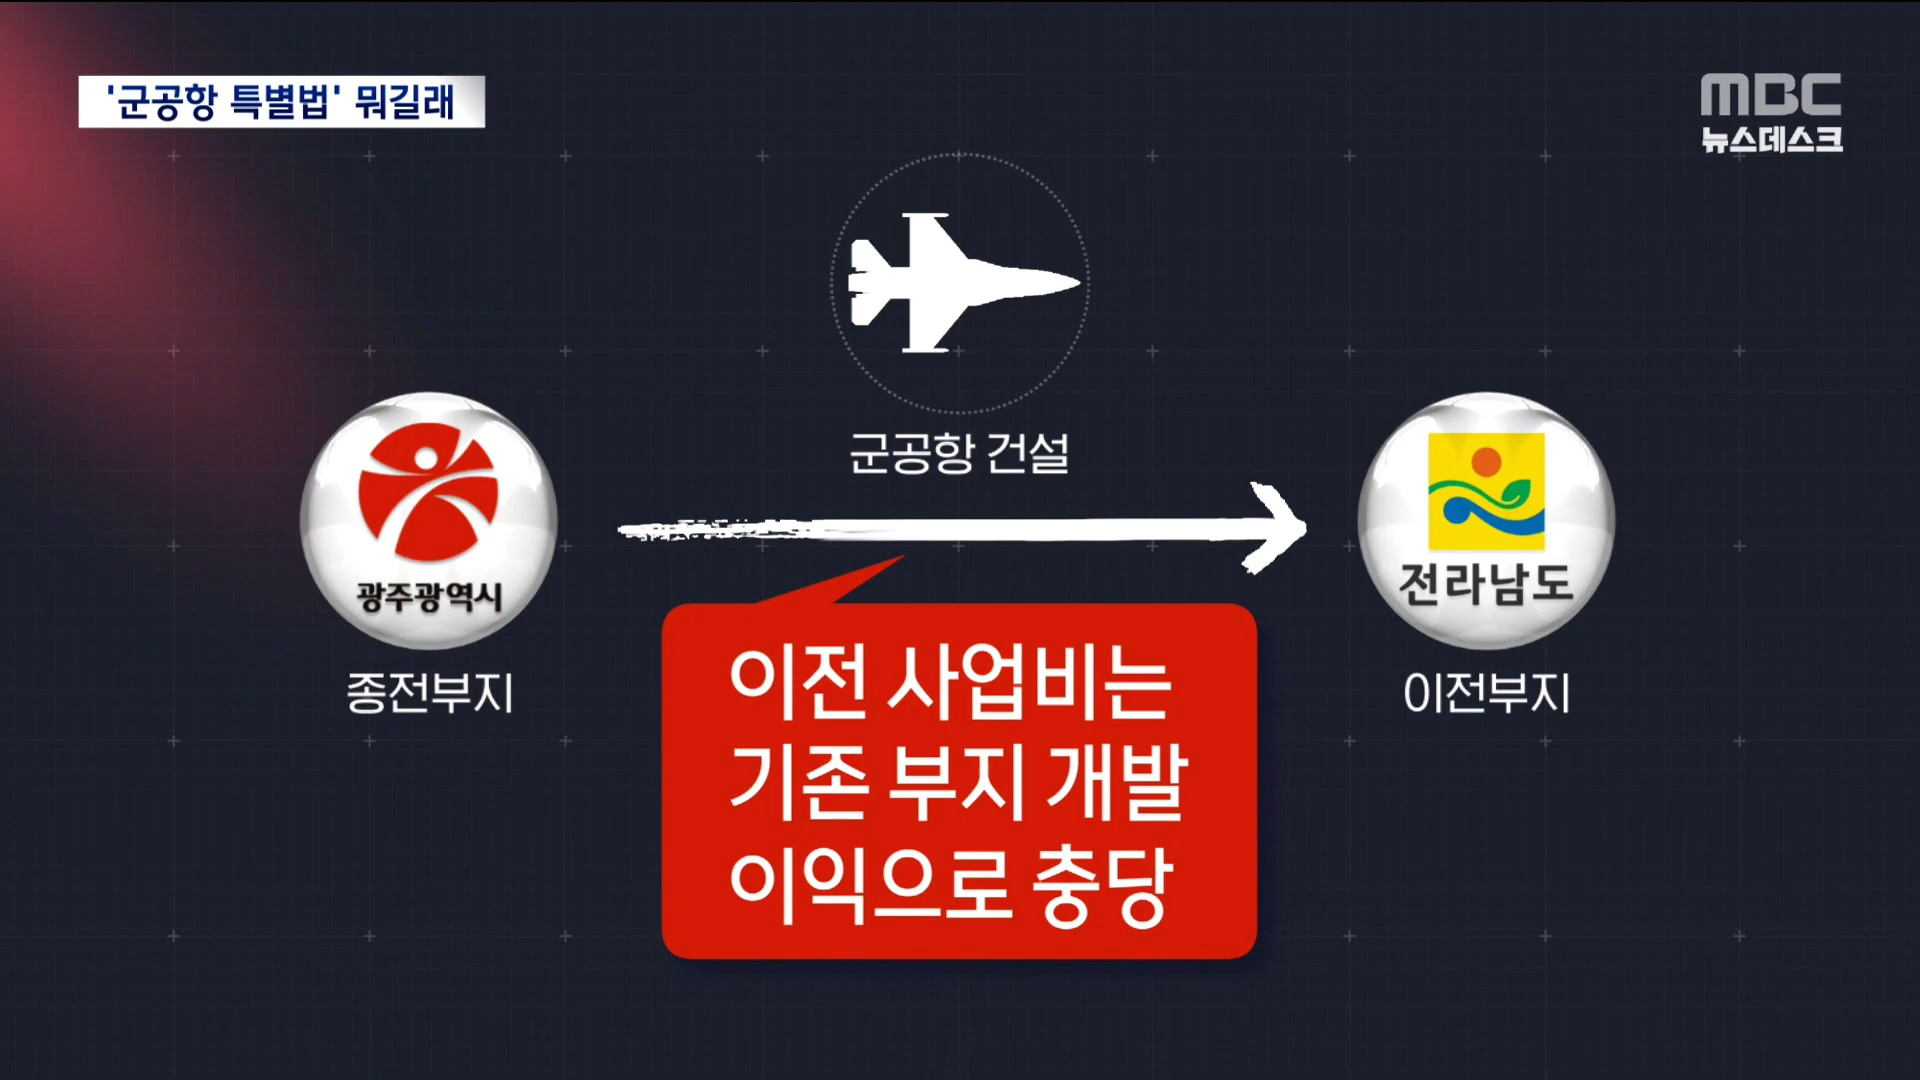 '군공항 특별법' 뭐길래
MBC
뉴스데스크
군공항 건설
광주광역시
전라남도
종전부지
이전부지
이전 사업비는
기존 부지 개발
이익으로 충당